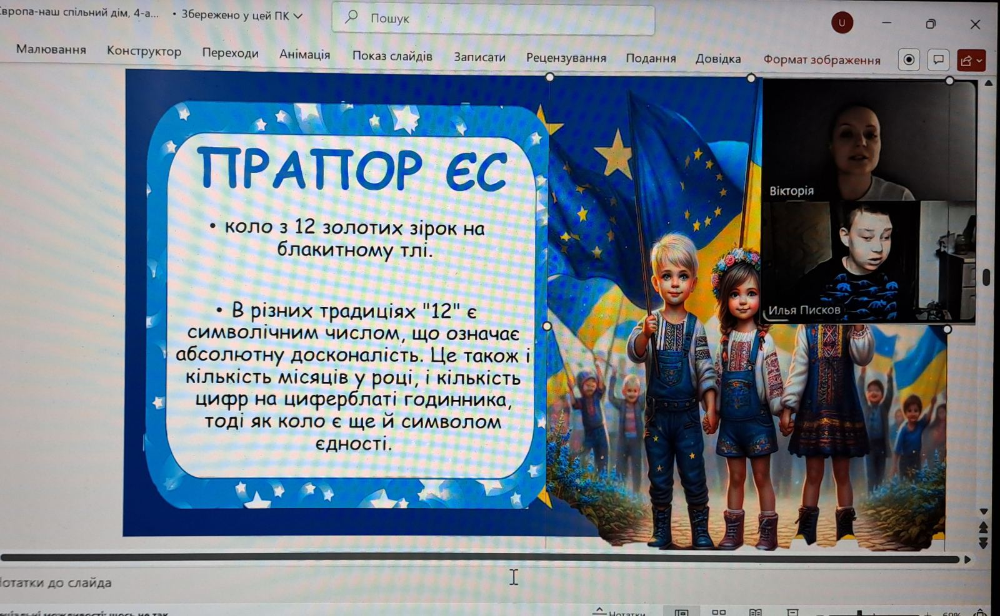 Європа-наш спільний дім, 4-а... • Збережено у цей ПК
Пошук
U
Малювання Конструктор Переходи Анімація Показ слайдів Записати Рецензування Подання Довідка Формат зображення
ПРАПОР ЄС
• коло з 12 золотих зірок на
блакитному тлі.
• В різних традиціях "12" є
символічним числом, що означає
абсолютну досконалість. Це також і
кількість місяців у році, і кількість
цифр на циферблаті годинника,
тоді як коло є ще й символом
єдності.
Вікторія
Илья Писков
Нотатки до слайда
щось не так
Нотатки